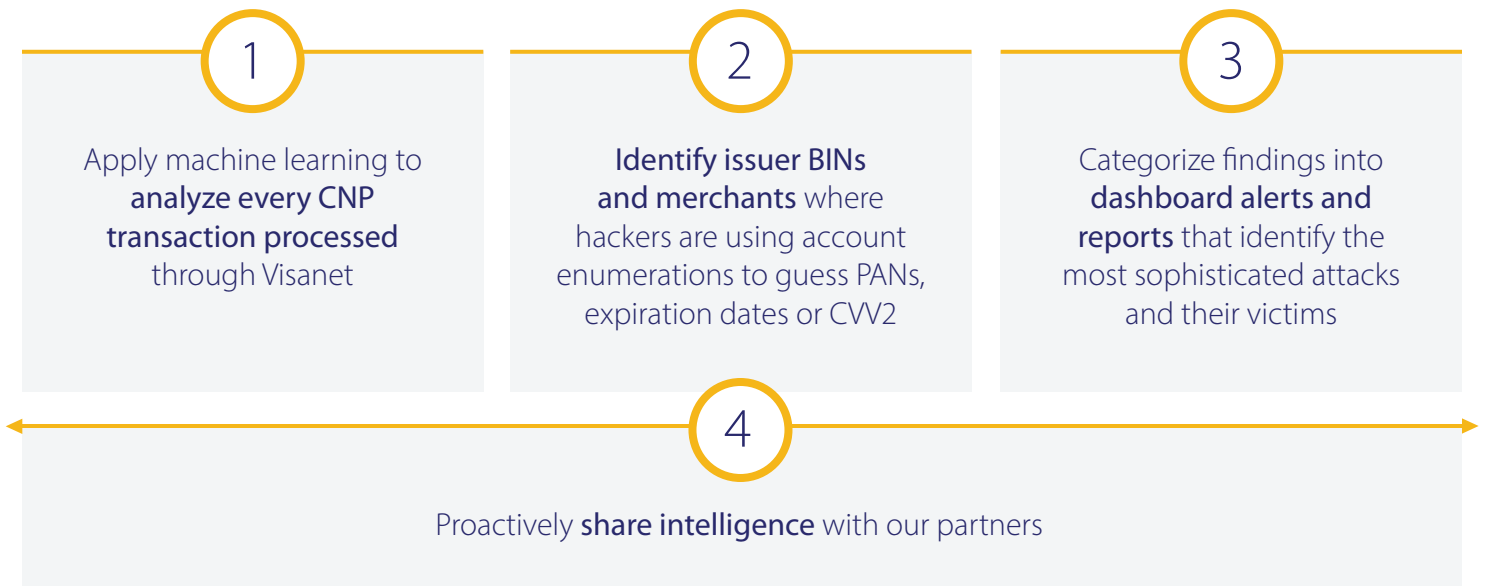 1
Apply machine learning to
analyze every CNP
transaction processed
through Visanet
2
Identify issuer BINs
and merchants where
hackers are using account
enumerations to guess PANs,
expiration dates or CVV2
3
Categorize findings into
dashboard alerts and
reports that identify the
most sophisticated attacks
and their victims
4
Proactively share intelligence with our partners